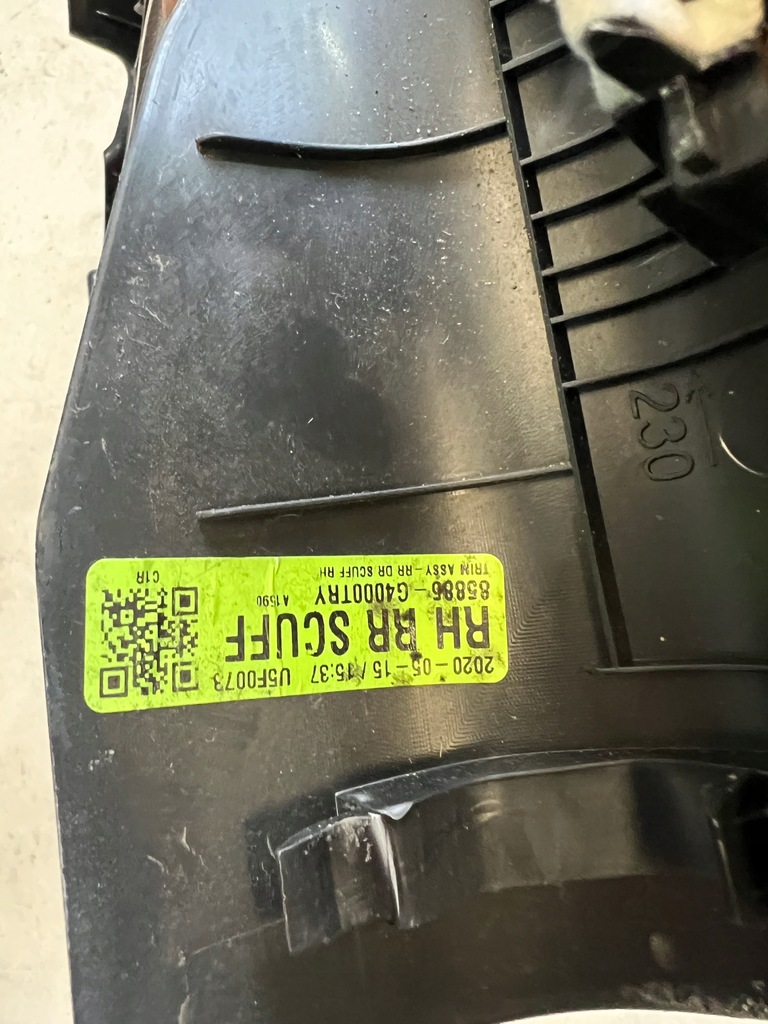 2020-05-15 / 15:37 U5F0073
RH RR SCUFF
85886-G4000TRY A1590
TRIM ASSY-RR DR SCUFF RH
C1R
230